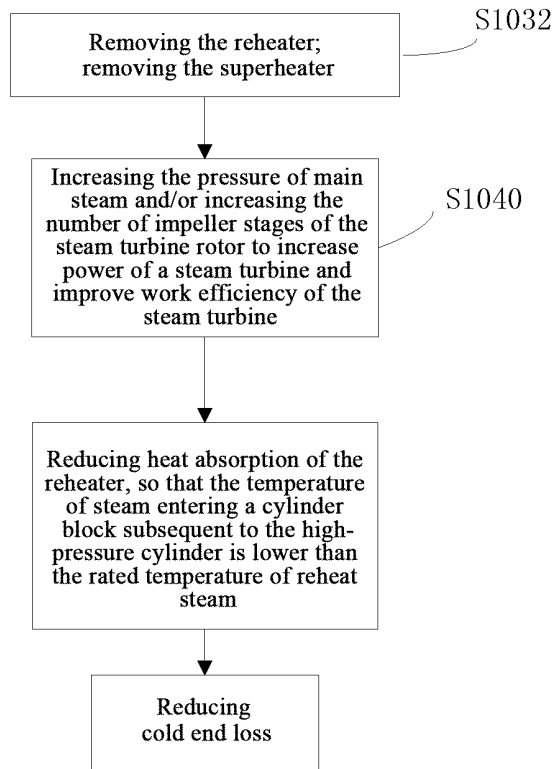 S1032
Removing the reheater;
removing the superheater
Increasing the pressure of main
steam and/or increasing the
number of impeller stages of the
steam turbine rotor to increase
power of a steam turbine and
improve work efficiency of the
steam turbine
S1040
Reducing heat absorption of the
reheater, so that the temperature
of steam entering a cylinder
block subsequent to the high-
pressure cylinder is lower than
the rated temperature of reheat
steam
Reducing
cold end loss